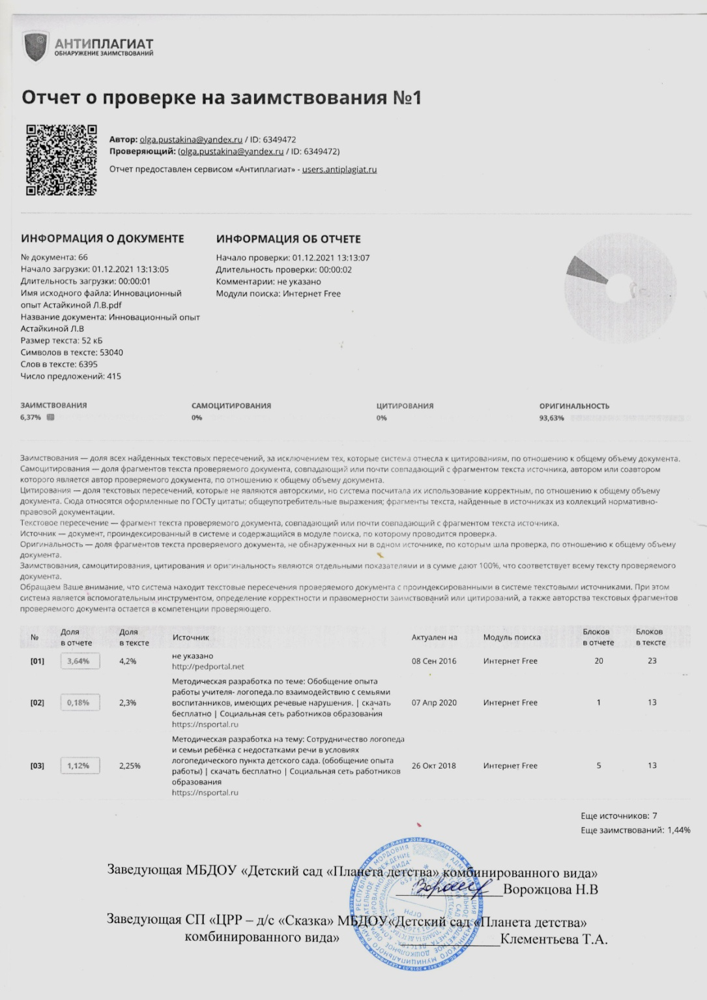 АНТИПЛАГИАТ
ОБНАРУЖЕНИЕ ЗАИМСТВОВАНИЙ
Отчет о проверке на заимствования №1
Автор: olga.pustakina@yandex.ru / ID: 6349472
Проверяющий: (olga.pustakina@yandex.ru / ID: 6349472)
Отчет предоставлен сервисом «Антиплагиат» - users.antiplagiat.ru
ИНФОРМАЦИЯ О ДОКУМЕНТЕ
№ документа: 66
Начало загрузки: 01.12.2021 13:13:05
Длительность загрузки: 00:00:01
Имя исходного файла: Инновационный
опыт Астайкиной Л.В.pdf
Название документа: Инновационный опыт
Астайкиной Л.В
Размер текста: 52 кБ
Символов в тексте: 53040
Слов в тексте: 6395
Число предложений: 415
ИНФОРМАЦИЯ ОБ ОТЧЕТЕ
Начало проверки: 01.12.2021 13:13:07
Длительность проверки: 00:00:02
Комментарии: не указано
Модули поиска: Интернет Free
ЗАИМСТВОВАНИЯ
6,37%
САМОЦИТИРОВАНИЯ
0%
ЦИТИРОВАНИЯ
0%
ОРИГИНАЛЬНОСТЬ
93,63%
Заимствования — доля всех найденных текстовых пересечений, за исключением тех, которые система отнесла к цитированиям, по отношению к общему объему документа.
Самоцитирования — доля фрагментов текста проверяемого документа, совпадающий или почти совпадающий с фрагментом текста источника, автором или соавтором
которого является автор проверяемого документа, по отношению к общему объему документа.
Цитирования — доля текстовых пересечений, которые не являются авторскими, но система посчитала их использование корректным, по отношению к общему объему
документа. Сюда относятся оформленные по ГОСТу цитаты; общеупотребительные выражения; фрагменты текста, найденные в источниках из коллекций нормативно-
правовой документации.
Текстовое пересечение — фрагмент текста проверяемого документа, совпадающий или почти совпадающий с фрагментом текста источника.
Источник — документ, проиндексированный в системе и содержащийся в модуле поиска, по которому проводится проверка.
Оригинальность — доля фрагментов текста проверяемого документа, не обнаруженных ни в одном источнике, по которым шла проверка, по отношению к общему объему
документа.
Заимствования, самоцитирования, цитирования и оригинальность являются отдельными показателями и в сумме дают 100%, что соответствует всему тексту проверяемого
документа.
Обращаем Ваше внимание, что система находит текстовые пересечения проверяемого документа с проиндексированными в системе текстовыми источниками. При этом
система является вспомогательным инструментом, определение корректности и правомерности заимствований или цитирований, а также авторства текстовых фрагментов
проверяемого документа остается в компетенции проверяющего.
№ Доля в отчете Доля в тексте Источник Актуален на Модуль поиска Блоков в отчете Блоков в тексте
[01] 3,64% 4,2% не указано 08 Сен 2016 Интернет Free 20 23
http://pedportal.net
[02] 0,18% 2,3% Методическая разработка по теме: Обобщение опыта
работы учителя- логопеда.по взаимодействию с семьями
воспитанников, имеющих речевые нарушения. | скачать 07 Апр 2020 Интернет Free 1 13
бесплатно | Социальная сеть работников образования
https://nsportal.ru
[03] 1,12% 2,25% Методическая разработка на тему: Сотрудничество логопеда
и семьи ребёнка с недостатками речи в условиях
логопедического пункта детского сада. (обобщение опыта 26 Окт 2018 Интернет Free 5 13
работы) | скачать бесплатно | Социальная сеть работников
образования
https://nsportal.ru
Еще источников: 7
Еще заимствований: 1,44%
Заведующая МБДОУ «Детский сад «Планета детства» комбинированного вида»
Ворожцова Н.В
Заведующая СП «ЦРР – д/с «Сказка» МБДОУ«Детский сад «Планета детства»
комбинированного вида» Клементьева Т.А.